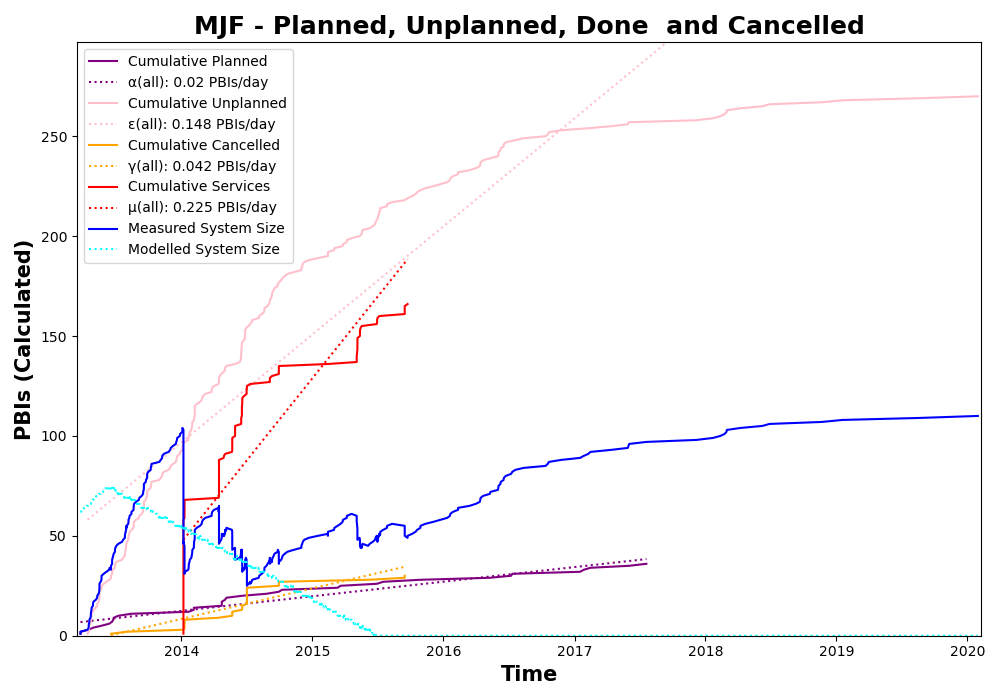 MJF - Planned, Unplanned, Done  and Cancelled
Cumulative Planned
α(all): 0.02 PBIs/day
Cumulative Unplanned
ε(all): 0.148 PBIs/day
Cumulative Cancelled
γ(all): 0.042 PBIs/day
Cumulative Services
μ(all): 0.225 PBIs/day
Measured System Size
Modelled System Size
PBIs (Calculated)
250
200
150
100
50
0
2014 2015 2016 2017 2018 2019 2020
Time